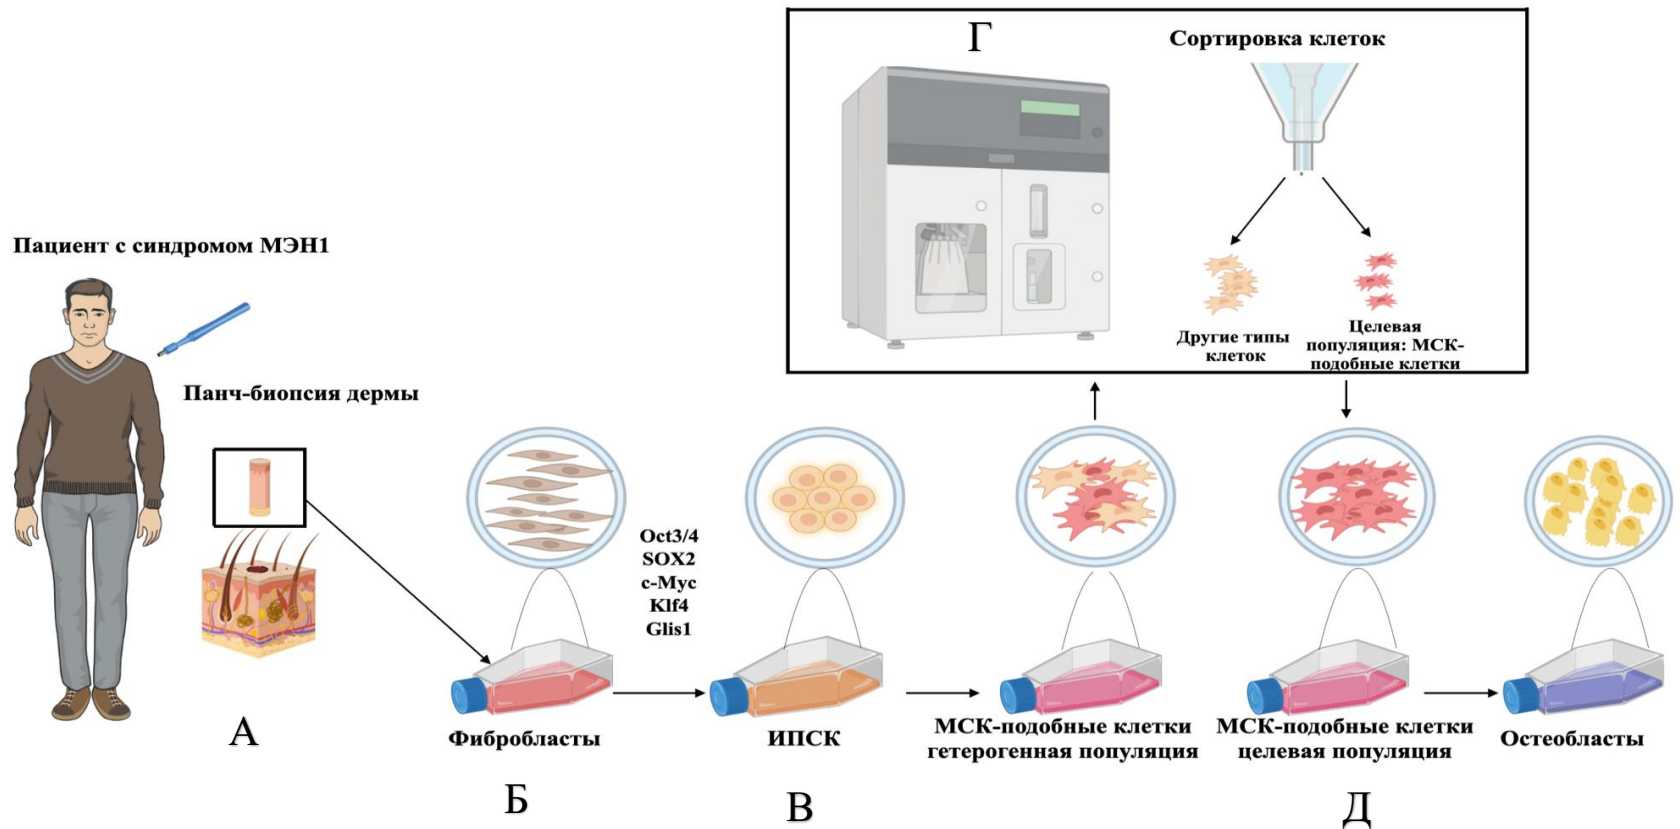 Г
Сортировка клеток
Другие типы
клеток
Целевая
популяция: МСК-
подобные клетки
Пациент с синдромом МЭН1
Панч-биопсия дермы
Oct3/4
SOX2
c-Myc
Klf4
Glis1
Фибробласты
ИПСК
МСК-подобные клетки
гетерогенная популяция
МСК-подобные клетки
целевая популяция
Остеобласты
А
Б
В
Д